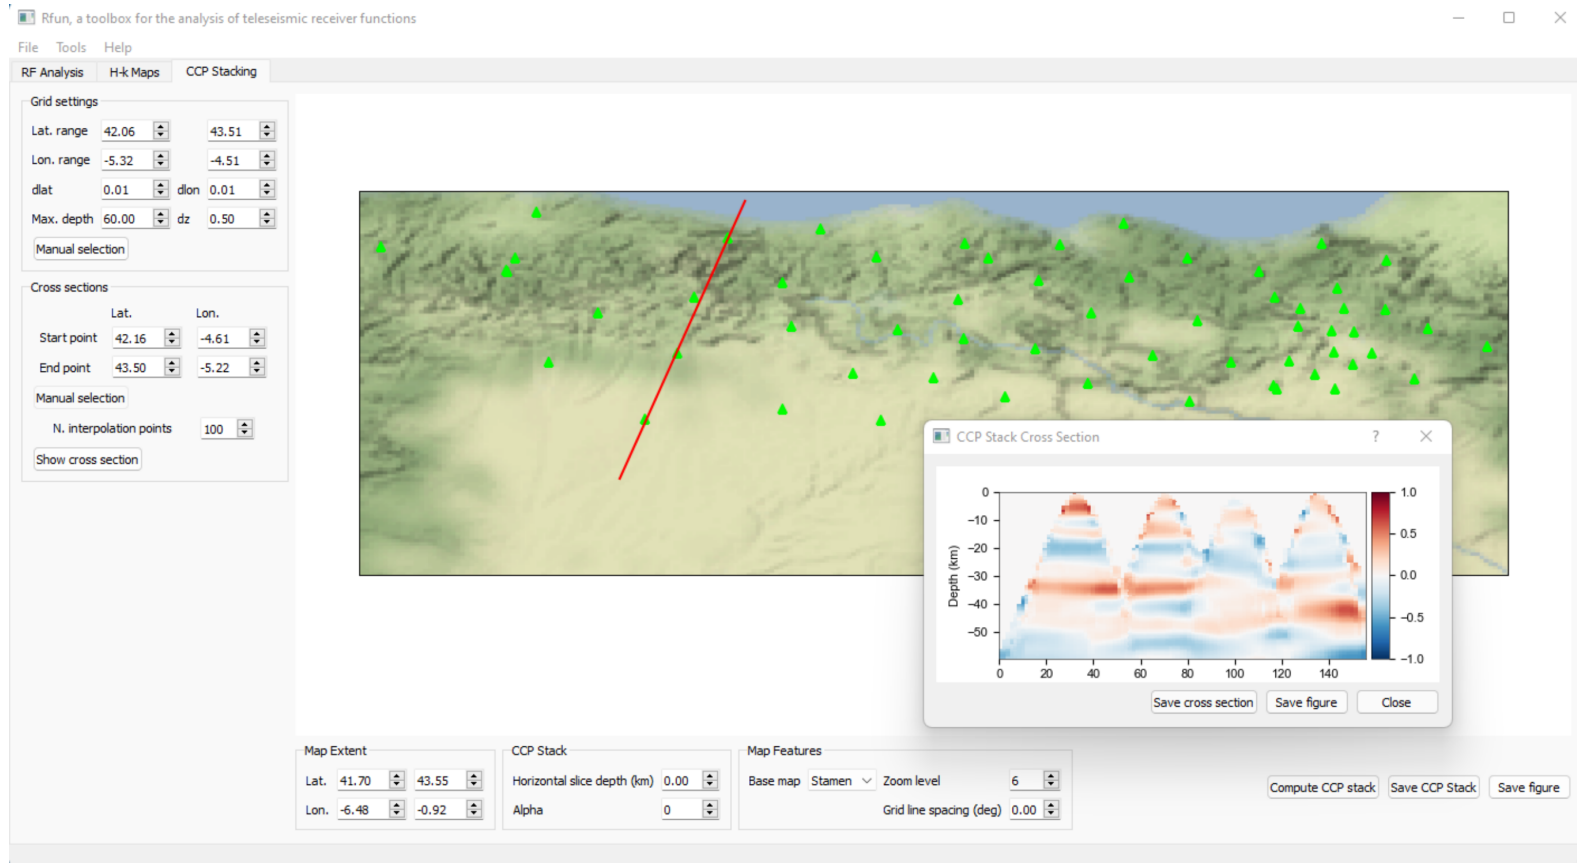 Rfun, a toolbox for the analysis of teleseismic receiver functions
File Tools Help
RF Analysis H-k Maps CCP Stacking
Grid settings
Lat. range 42.06 43.51
Lon. range -5.32 -4.51
dlat 0.01 dlon 0.01
Max. depth 60.00 dz 0.50
Manual selection
Cross sections
Lat. Lon.
Start point 42.16 -4.61
End point 43.50 -5.22
Manual selection
N. interpolation points 100
Show cross section
CCP Stack Cross Section ?
0
−10
−20
−30
−40
−50
Depth (km)
0 20 40 60 80 100 120 140
1.0
0.5
0.0
−0.5
−1.0
Save cross section Save figure Close
Map Extent
Lat. 41.70 43.55
Lon. -6.48 -0.92
CCP Stack
Horizontal slice depth (km) 0.00
Alpha 0
Map Features
Base map Stamen Zoom level 6
Grid line spacing (deg) 0.00
Compute CCP stack Save CCP Stack Save figure